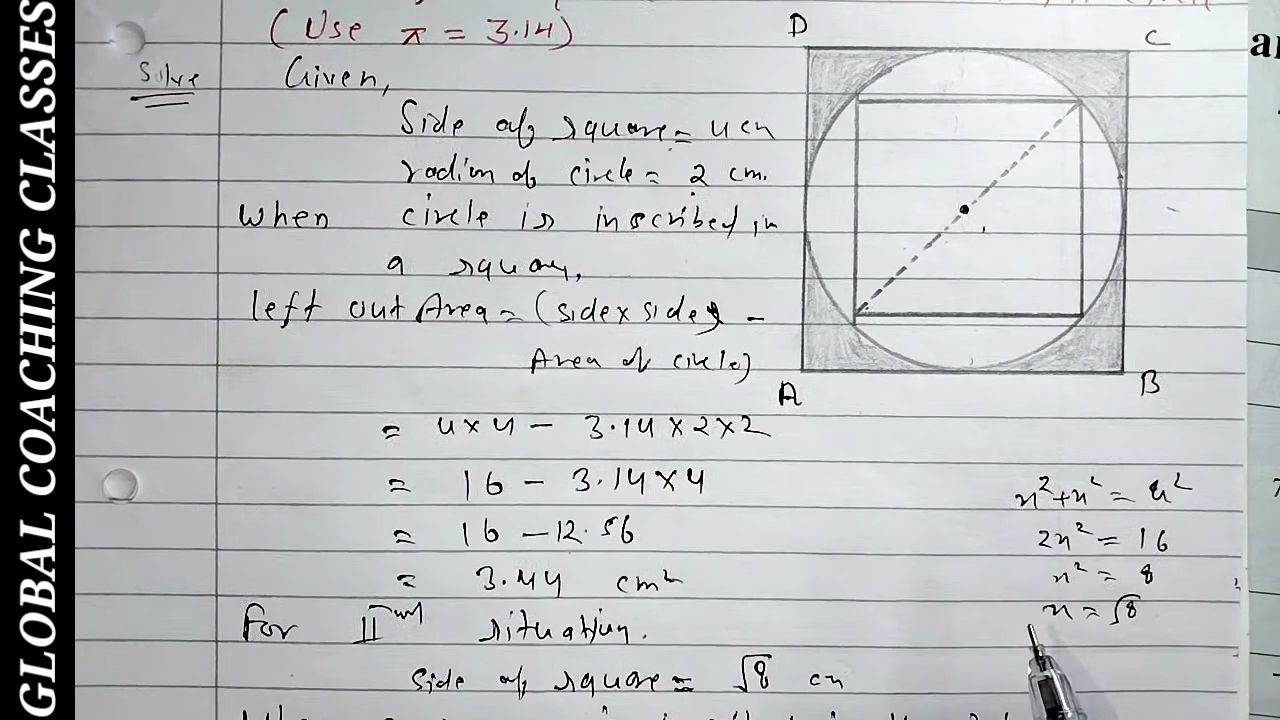 GLOBAL COACHING CLASSES
(Use π = 3.14)
Solve
Given,
Side of square = 4 cm
radius of circle = 2 cm.
When circle is inscribed in
a square,
left out Area = (side x side) -
Area of circle)
= 4 x 4 - 3.14 x 2 x 2
= 16 - 3.14 x 4
= 16 - 12.56
= 3.44 cm²
For IInd situation.
Side of square = √8 cm
D
C
A
B
x² + x² = 4²
2x² = 16
x² = 8
x = √8